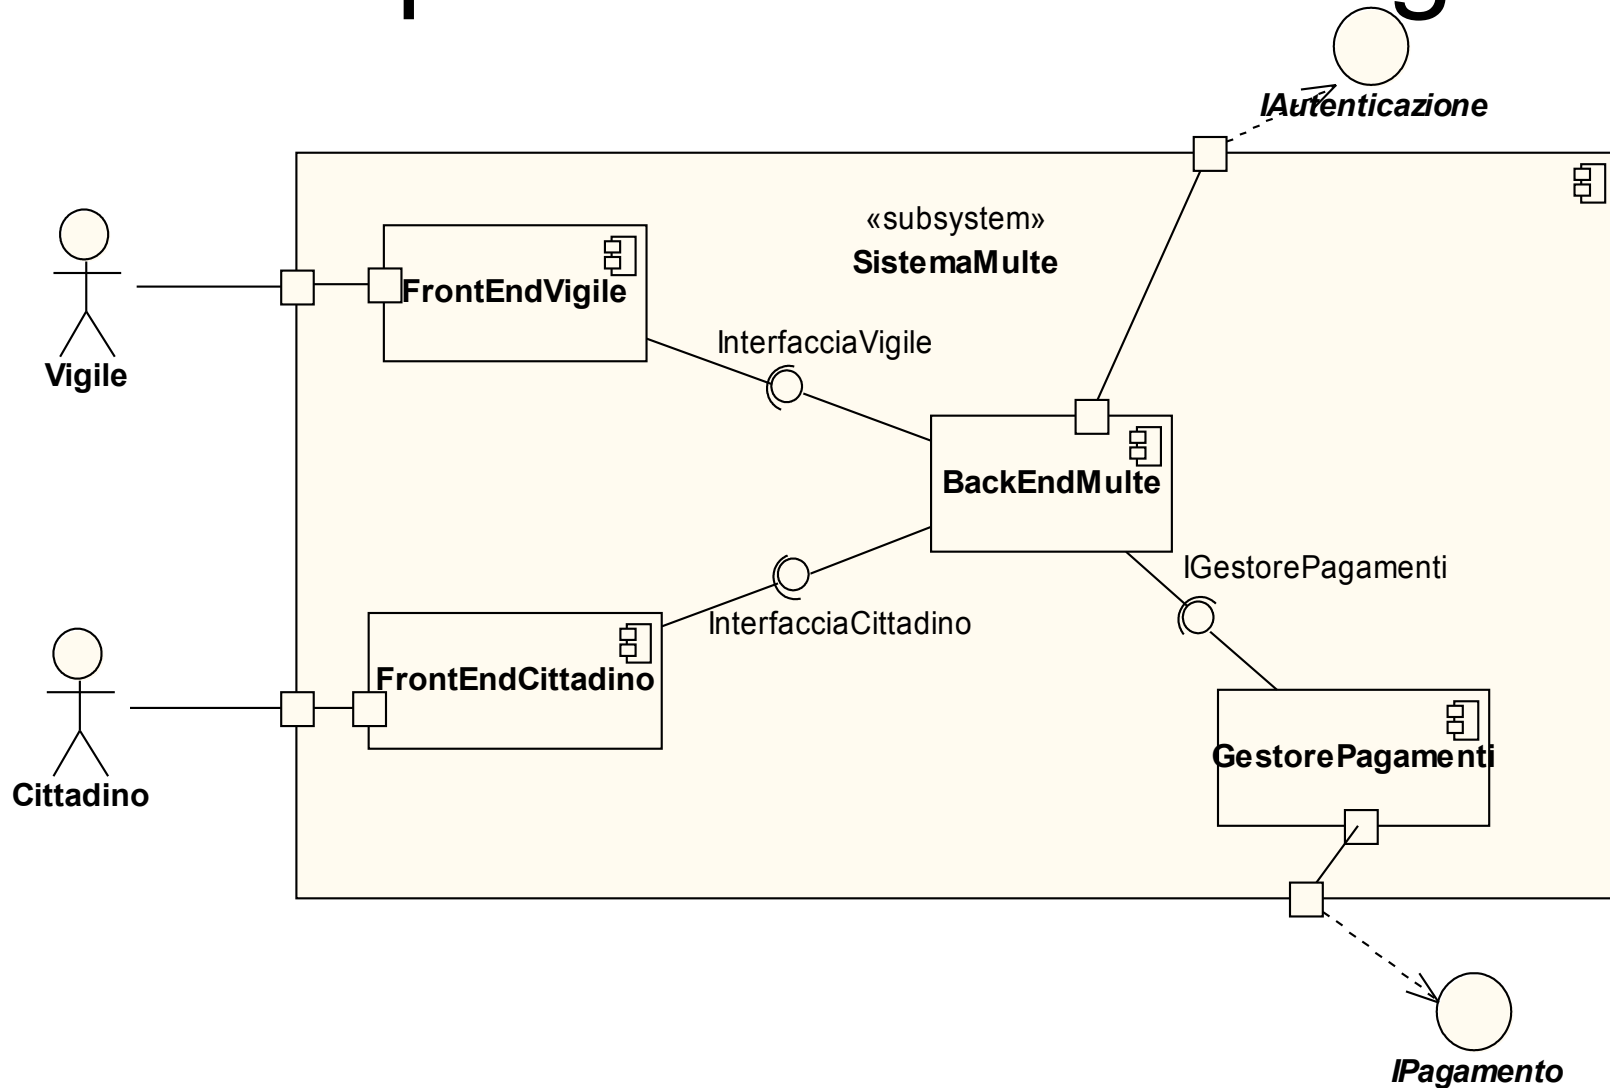 IAutenticazione
«subsystem»
SistemaMulte
FrontEndVigile
InterfacciaVigile
Vigile
BackEndMulte
IGestorePagamenti
InterfacciaCittadino
FrontEndCittadino
GestorePagamenti
Cittadino
IPagamento